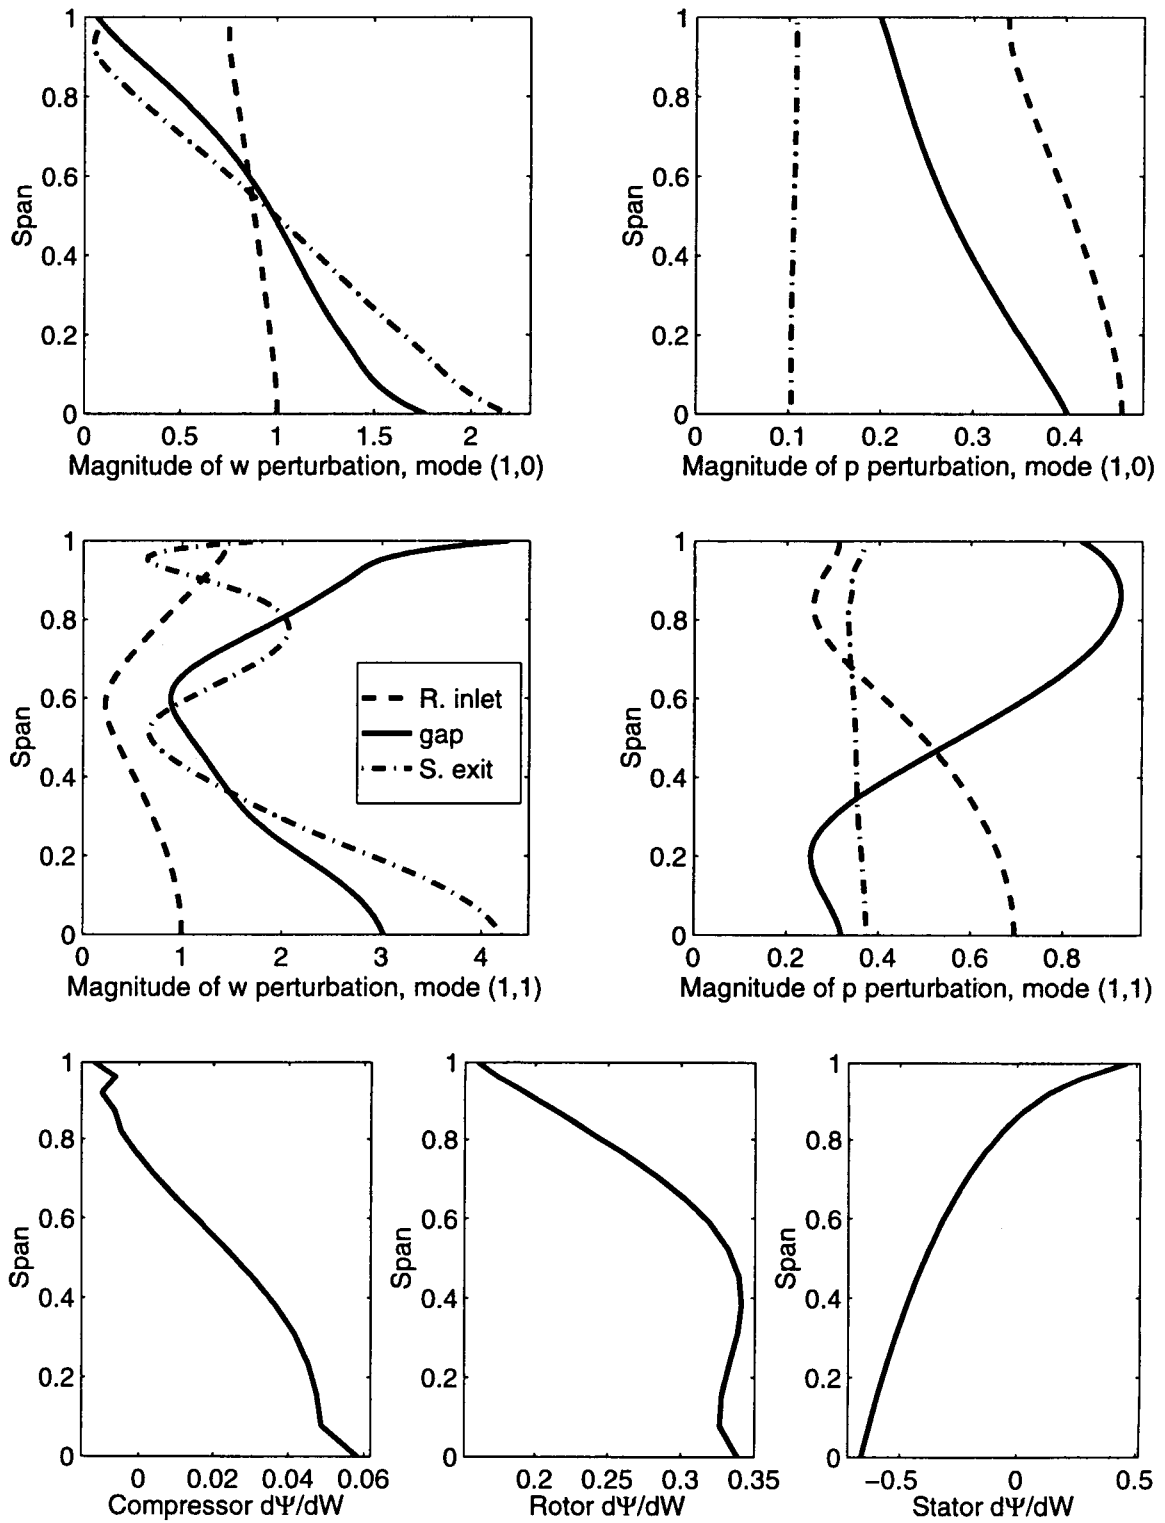 1
0.8
0.6
0.4
0.2
0
Span
0 0.5 1 1.5 2
Magnitude of w perturbation, mode (1,0)
1
0.8
0.6
0.4
0.2
0
Span
0 0.1 0.2 0.3 0.4
Magnitude of p perturbation, mode (1,0)
1
0.8
0.6
0.4
0.2
0
Span
R. inlet
gap
S. exit
0 1 2 3 4
Magnitude of w perturbation, mode (1,1)
1
0.8
0.6
0.4
0.2
0
Span
0 0.2 0.4 0.6 0.8
Magnitude of p perturbation, mode (1,1)
1
0.8
0.6
0.4
0.2
0
Span
0 0.02 0.04 0.06
Compressor dΨ/dW
1
0.8
0.6
0.4
0.2
0
Span
0.2 0.25 0.3 0.35
Rotor dΨ/dW
1
0.8
0.6
0.4
0.2
0
Span
−0.5 0 0.5
Stator dΨ/dW